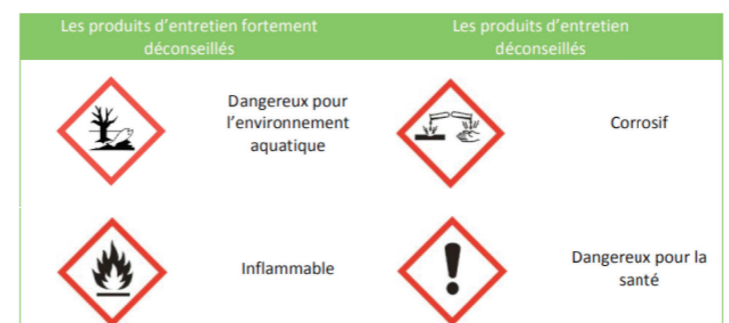 Les produits d’entretien fortement
déconseillés
Les produits d’entretien
déconseillés
Dangereux pour
l’environnement
aquatique
Corrosif
Inflammable
Dangereux pour la
santé